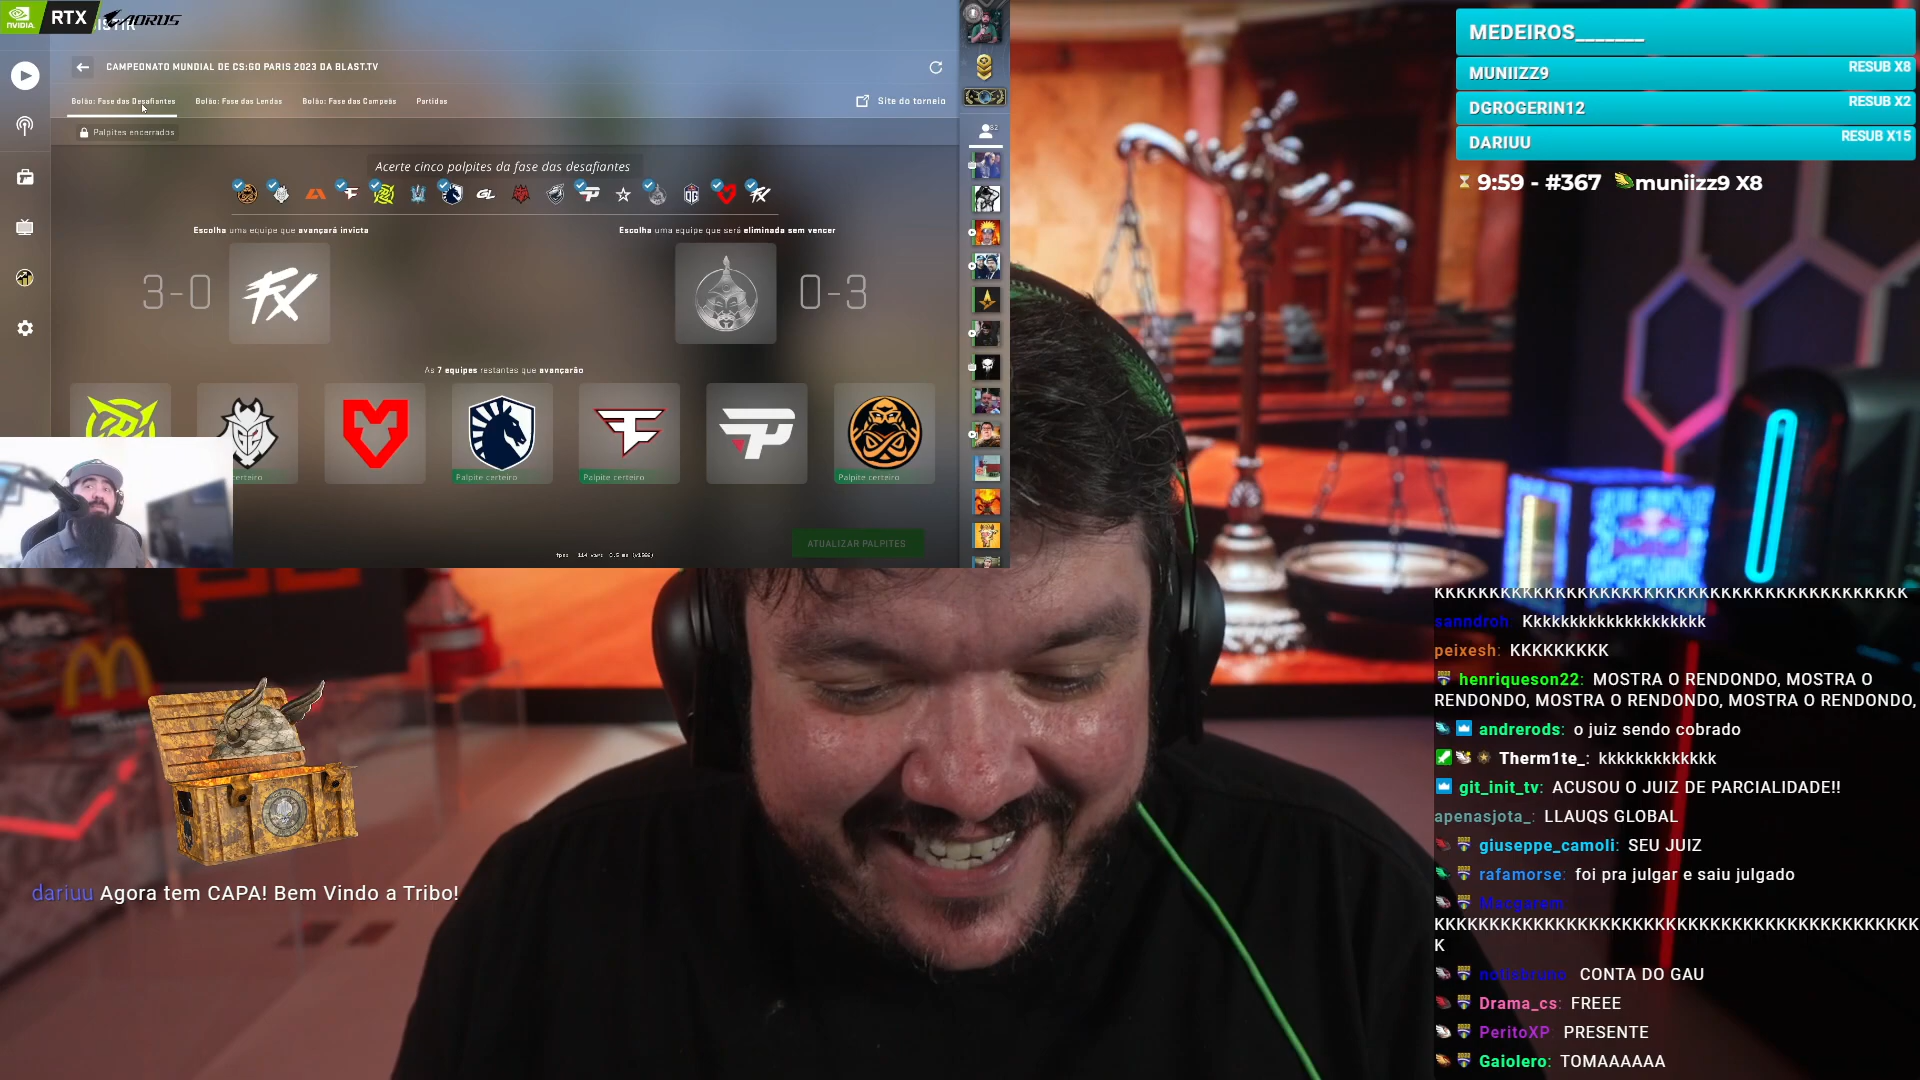 NVIDIA RTX AORUS
CAMPEONATO MUNDIAL DE CS:GO PARIS 2023 DA BLAST.TV
Bolão: Fase dos Desafiantes Bolão: Fase das Lendas Bolão: Fase dos Campeões Partidas
Site do torneio
Palpites encerrados
Acerte cinco palpites da fase dos desafiantes
Escolha uma equipe que avançará invicta
Escolha uma equipe que será eliminada sem vencer
3-0
0-3
As 7 equipes restantes que avançarão
Palpite certeiro
Palpite certeiro
Palpite certeiro
ATUALIZAR PALPITES
dariuu Agora tem CAPA! Bem Vindo a Tribo!
MEDEIROS_______
MUNIIZZ9 RESUB X8
DGROGERIN12 RESUB X2
DARIUU RESUB X15
9:59 - #367 muniizz9 X8
sanndroh: Kkkkkkkkkkkkkkkkkkkk
peixesh: KKKKKKKKK
henriqueson22: MOSTRA O RENDONDO, MOSTRA O
RENDONDO, MOSTRA O RENDONDO, MOSTRA O RENDONDO,
andrerods: o juiz sendo cobrado
Therm1te_: kkkkkkkkkkkkk
git_init_tv: ACUSOU O JUIZ DE PARCIALIDADE!!
apenasjota_: LLAUQS GLOBAL
giuseppe_camoli: SEU JUIZ
rafamorse: foi pra julgar e saiu julgado
KKKKKKKKKKKKKKKKKKKKKKKKKKKKKKKKKKKKKKKKKKKK
K
CONTA DO GAU
Drama_cs: FREEE
PeritoXP: PRESENTE
Gaiolero: TOMAAAAAA